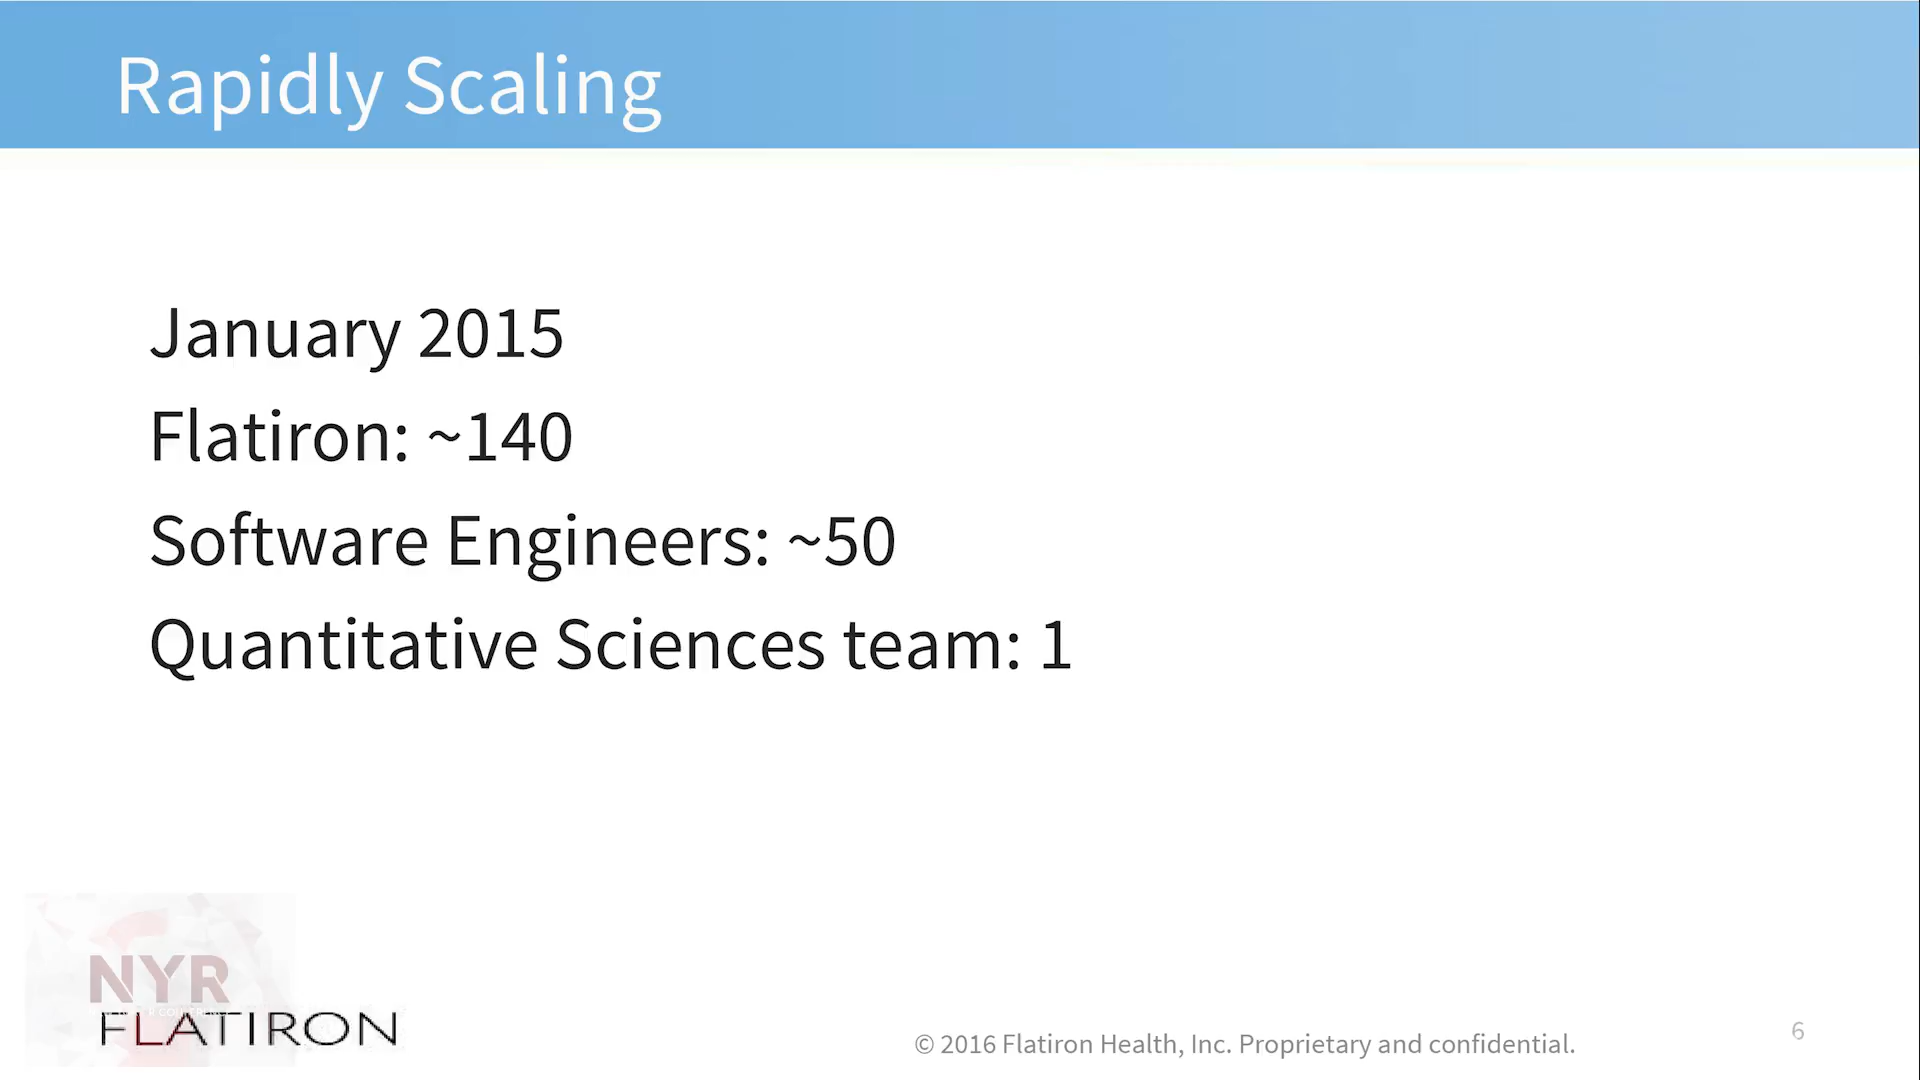 Rapidly Scaling
January 2015
Flatiron: ~140
Software Engineers: ~50
Quantitative Sciences team: 1
NYR
FLATIRON
© 2016 Flatiron Health, Inc. Proprietary and confidential.
6